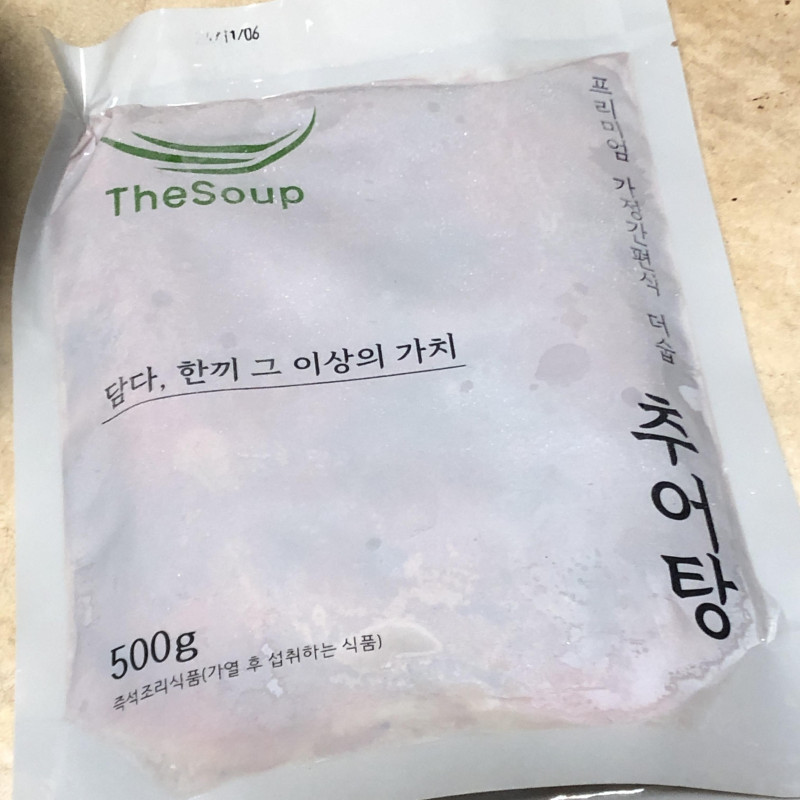 11/06
TheSoup
프리미엄 가정간편식 더숩
추어탕
담다, 한끼 그 이상의 가치
500g
즉석조리식품(가열 후 섭취하는 식품)